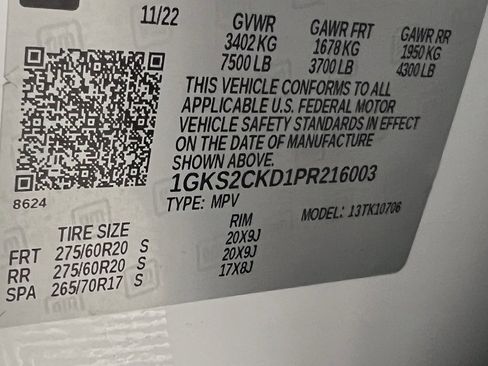 11/22 GVWR GAWR FRT GAWR RR
3402 KG 1678 KG 1950 KG
7500 LB 3700 LB 4300 LB
THIS VEHICLE CONFORMS TO ALL
APPLICABLE U.S. FEDERAL MOTOR
VEHICLE SAFETY STANDARDS IN EFFECT
ON THE DATE OF MANUFACTURE
SHOWN ABOVE.
1GKS2CKD1PR216003
8624
TYPE: MPV MODEL: 13TK10706
TIRE SIZE RIM
FRT 275/60R20 S 20X9J
RR 275/60R20 S 20X9J
SPA 265/70R17 S 17X8J